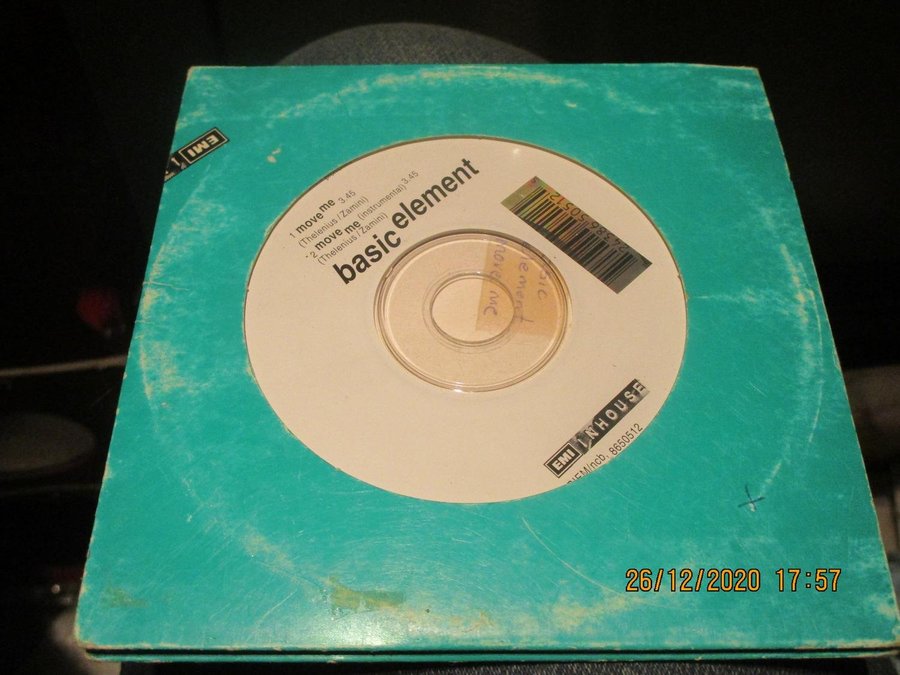 EMI
1 move me 3.45
(Thelenius / Zamini)
2 move me (instrumental) 3.45
(Thelenius / Zamini)
basic element
element
move me
EMI INHOUSE
ncb. 8650512
26/12/2020 17:57